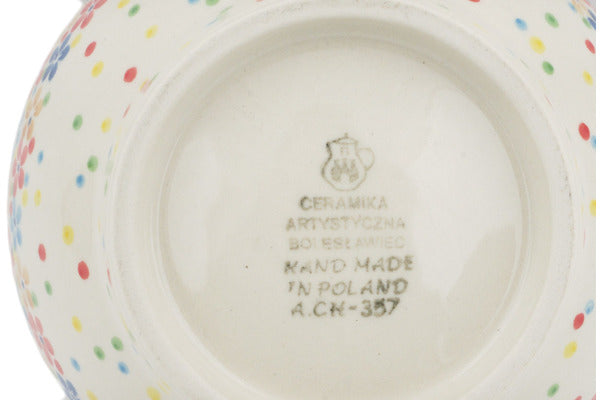 CERAMIKA
ARTYSTYCZNA
BOLESŁAWIEC
HAND MADE
IN POLAND
A.CH-357